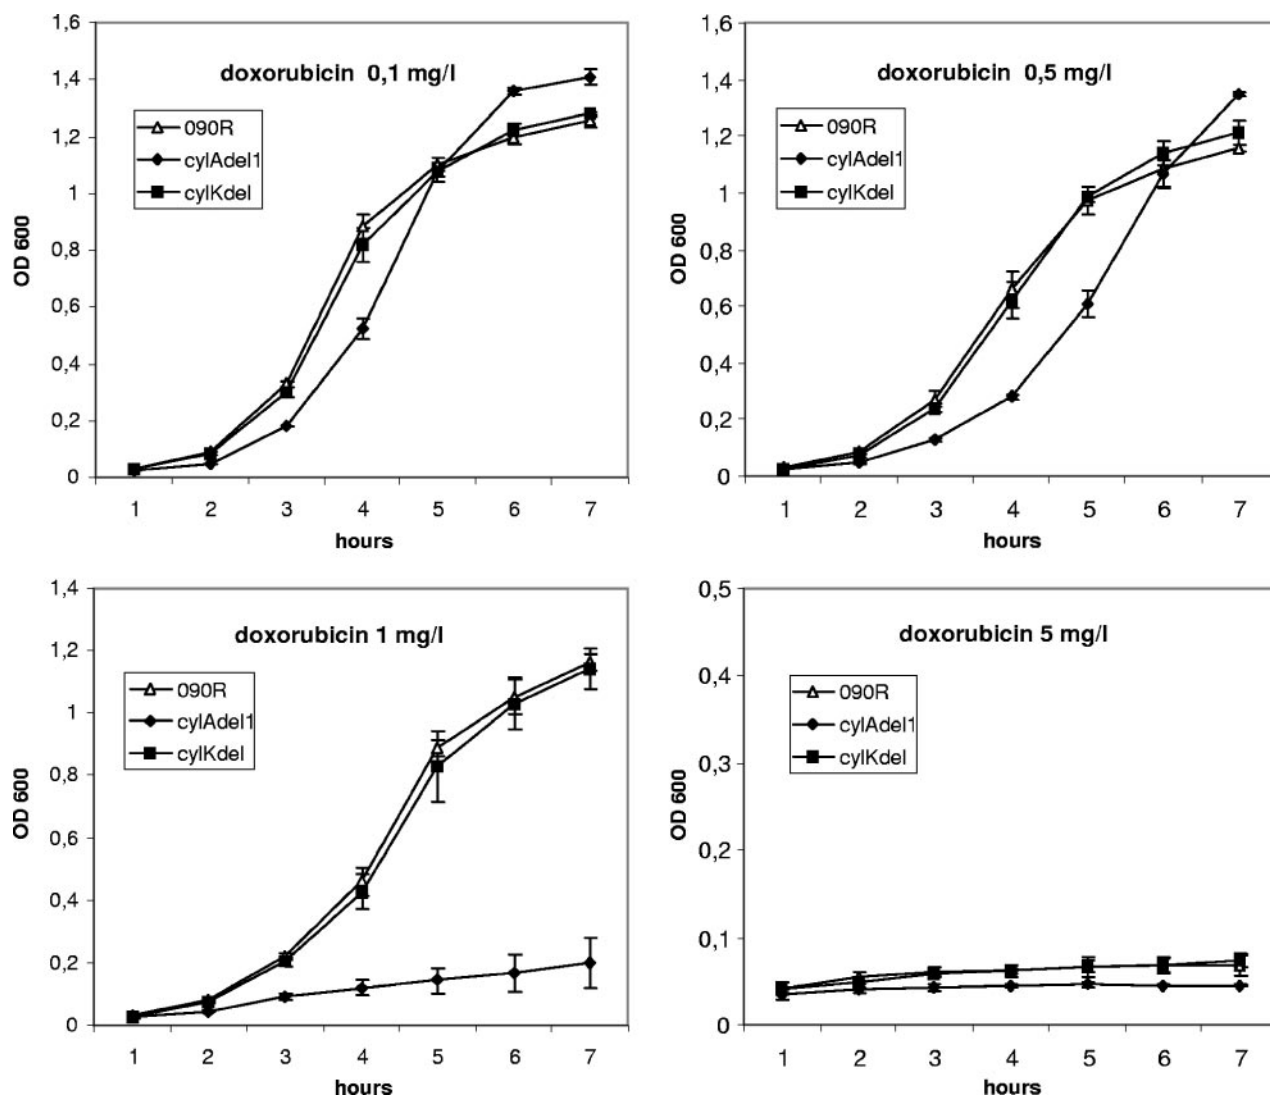 doxorubicin 0,1 mg/l
090R
cylAdel1
cylKdel
OD 600
1,6
1,4
1,2
1
0,8
0,6
0,4
0,2
0
1 2 3 4 5 6 7
hours
doxorubicin 0,5 mg/l
090R
cylAdel1
cylKdel
OD 600
1,6
1,4
1,2
1
0,8
0,6
0,4
0,2
0
1 2 3 4 5 6 7
hours
doxorubicin 1 mg/l
090R
cylAdel1
cylKdel
OD 600
1,4
1,2
1
0,8
0,6
0,4
0,2
0
1 2 3 4 5 6 7
hours
doxorubicin 5 mg/l
090R
cylAdel1
cylKdel
OD 600
0,5
0,4
0,3
0,2
0,1
0
1 2 3 4 5 6 7
hours